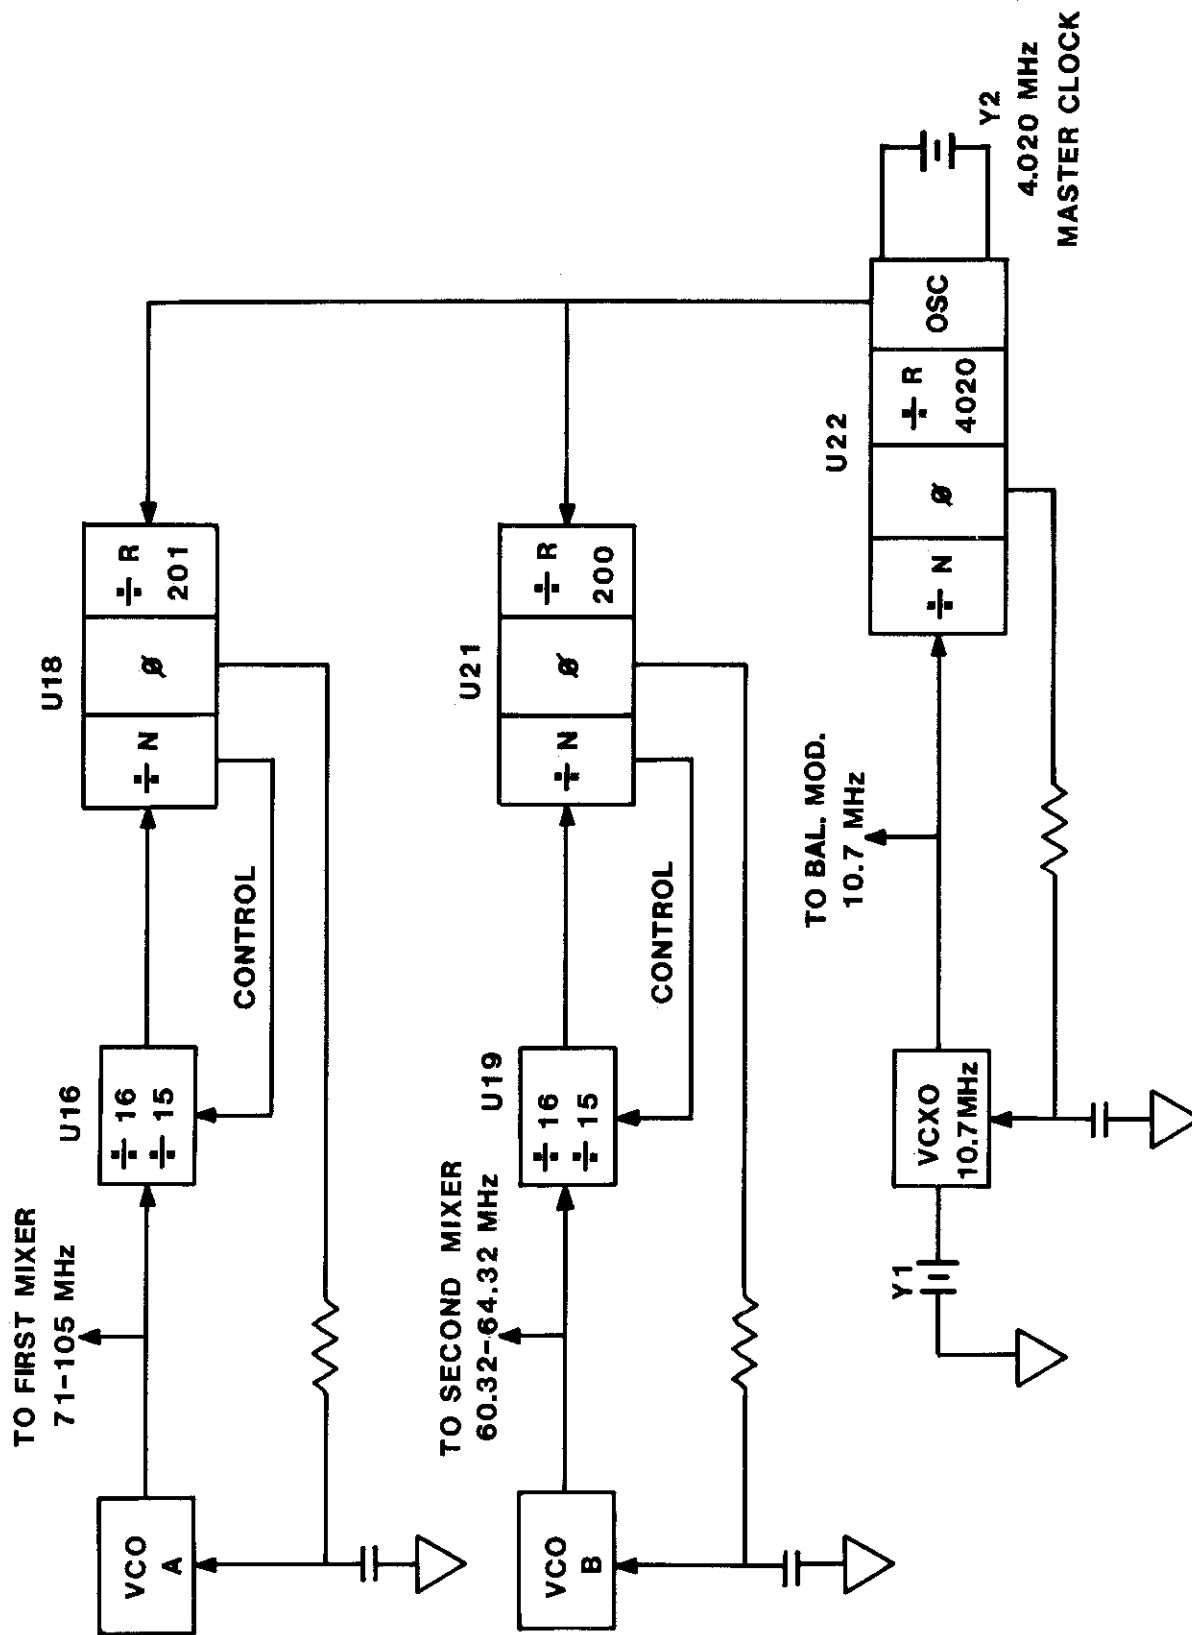 TO FIRST MIXER
71-105 MHz
VCO
A
U16
÷ 16
÷ 15
CONTROL
U18
÷ N
Ø
÷ R
201
TO SECOND MIXER
60.32-64.32 MHz
VCO
B
U19
÷ 16
÷ 15
CONTROL
U21
÷ N
Ø
÷ R
200
Y1
VCXO
10.7MHz
TO BAL. MOD.
10.7 MHz
U22
÷ N
Ø
÷ R
4020
OSC
Y2
4.020 MHz
MASTER CLOCK